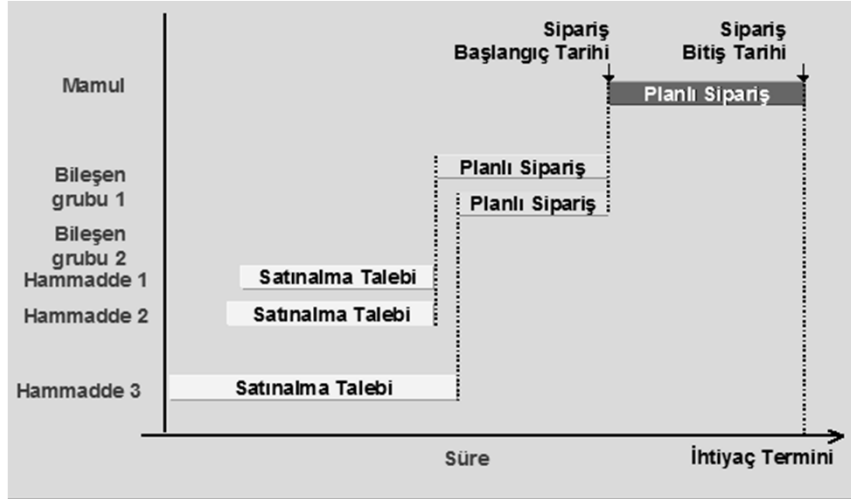 Sipariş
Başlangıç Tarihi
Sipariş
Bitiş Tarihi
Mamul
Planlı Sipariş
Bileşen
grubu 1
Planlı Sipariş
Planlı Sipariş
Bileşen
grubu 2
Hammadde 1
Satınalma Talebi
Hammadde 2
Satınalma Talebi
Hammadde 3
Satınalma Talebi
Süre
İhtiyaç Termini